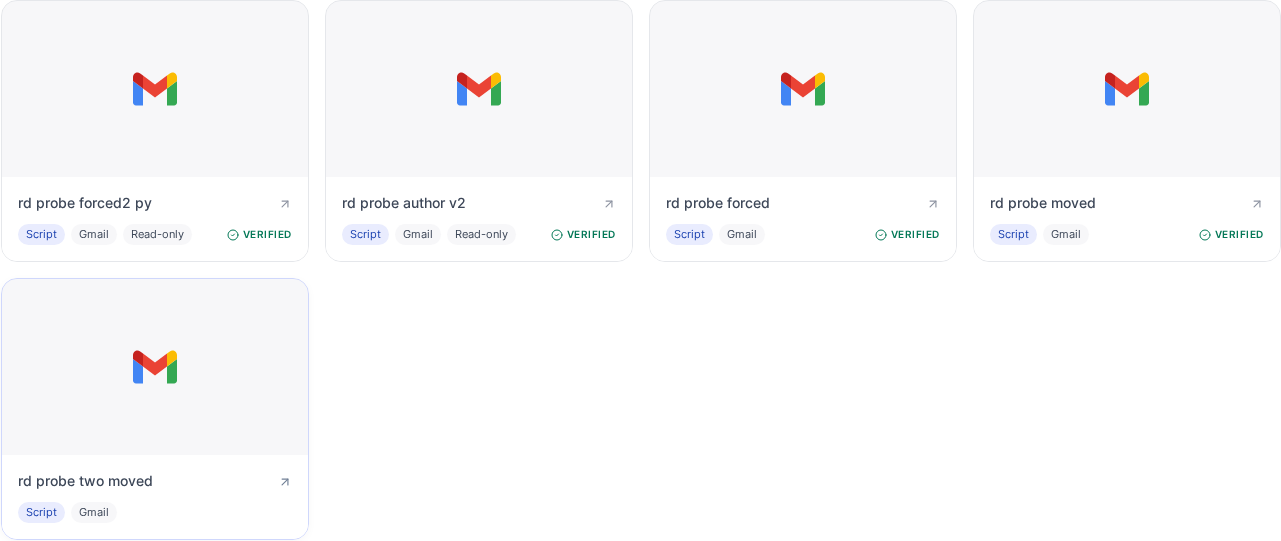 rd probe forced2 py
Script Gmail Read-only VERIFIED
rd probe author v2
Script Gmail Read-only VERIFIED
rd probe forced
Script Gmail VERIFIED
rd probe moved
Script Gmail VERIFIED
rd probe two moved
Script Gmail